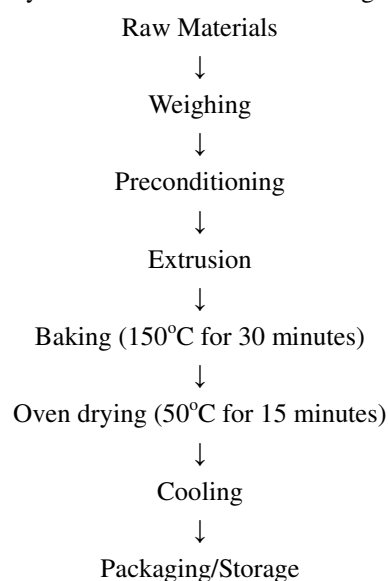 Raw Materials
↓
Weighing
↓
Preconditioning
↓
Extrusion
↓
Baking (150°C for 30 minutes)
↓
Oven drying (50°C for 15 minutes)
↓
Cooling
↓
Packaging/Storage